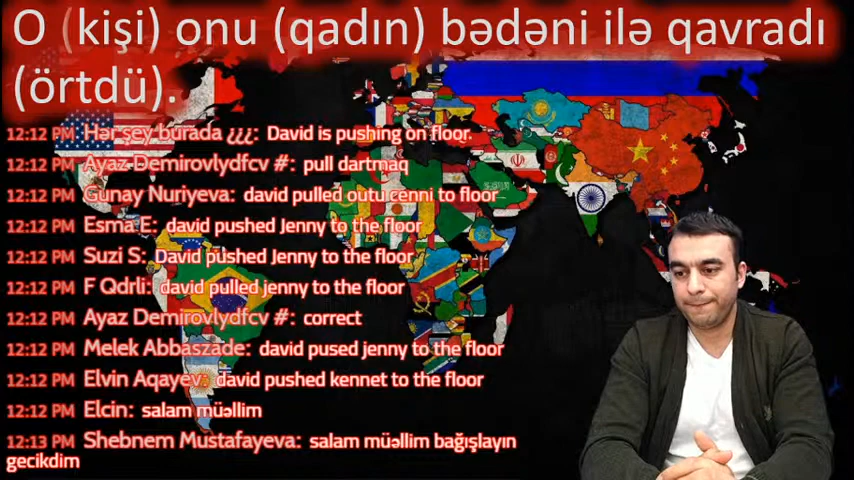 O (kişi) onu (qadın) bədəni ilə qavradı
(örtdü).
12:12 PM Hər şey burada ¿¿¿: David is pushing on floor.
12:12 PM Ayaz Demirovlydfcv #: pull dartmaq
12:12 PM Gunay Nuriyeva: david pulled outu cenni to floor
12:12 PM Esma E: david pushed Jenny to the floor
12:12 PM Suzi S: David pushed Jenny to the floor
12:12 PM F Qdrli: david pulled jenny to the floor
12:12 PM Ayaz Demirovlydfcv #: correct
12:12 PM Melek Abbaszade: david pused jenny to the floor
12:12 PM Elvin Aqayev: david pushed kennet to the floor
12:12 PM Elcin: salam müəllim
12:13 PM Shebnem Mustafayeva: salam müəllim bağışlayın
gecikdim